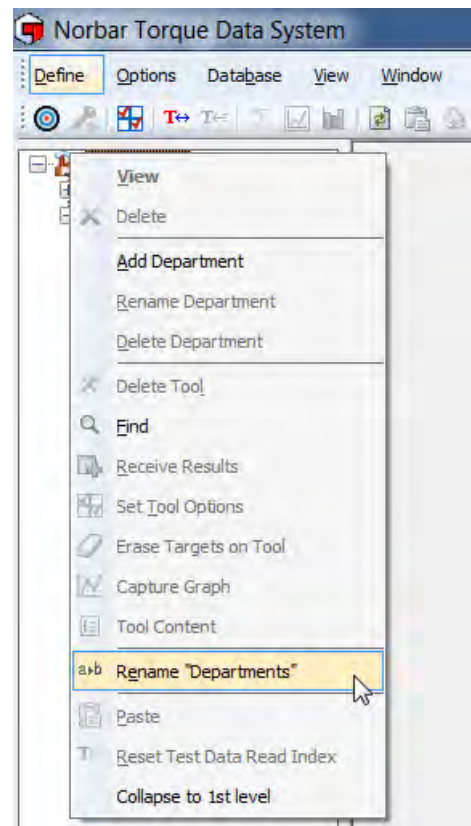 Norbar Torque Data System
Define Options Database View Window
View
Delete
Add Department
Rename Department
Delete Department
Delete Tool
Find
Receive Results
Set Tool Options
Erase Targets on Tool
Capture Graph
Tool Content
Rename "Departments"
Paste
Reset Test Data Read Index
Collapse to 1st level